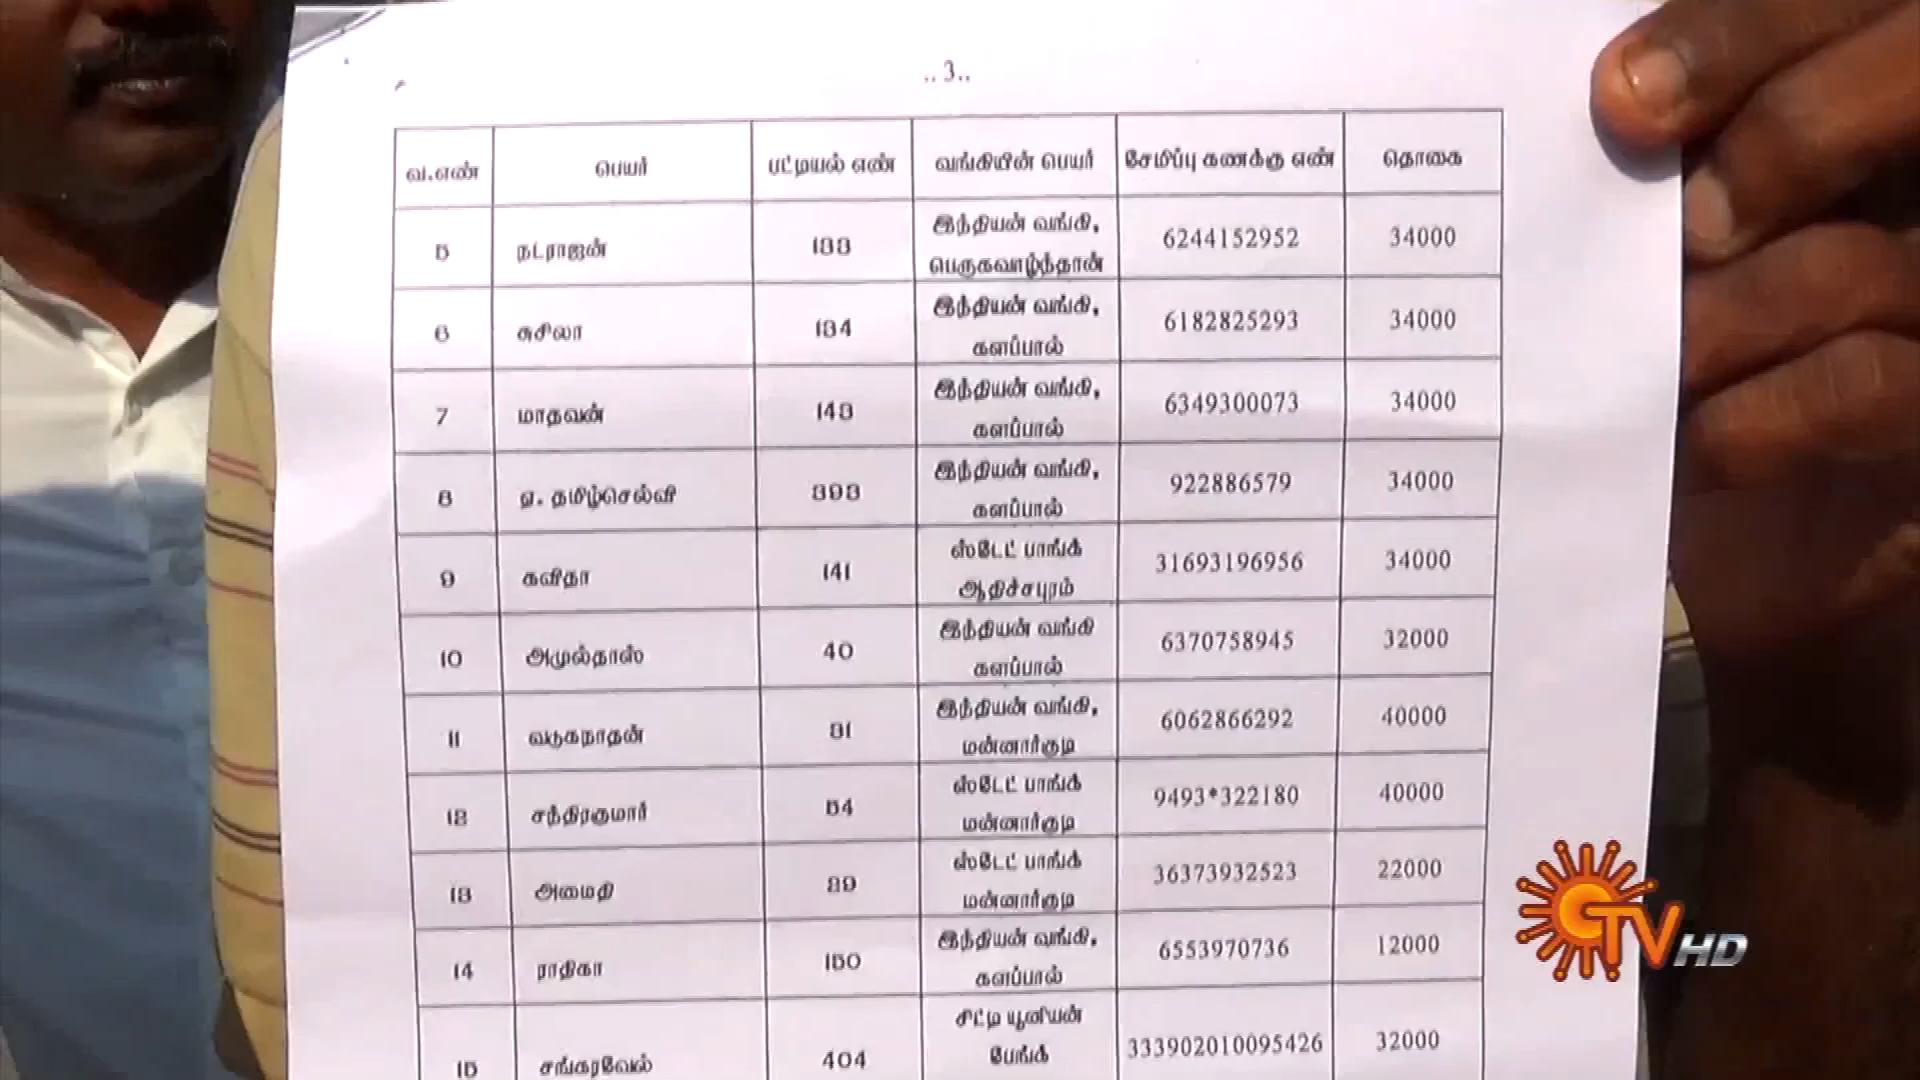 ..3..
வ.எண் பெயர் பட்டியல் எண் வங்கியின் பெயர் சேமிப்பு கணக்கு எண் தொகை
5 நடராஜன் 133 இந்தியன் வங்கி, பெருகவாழ்ந்தான் 6244152952 34000
6 சுசிலா 134 இந்தியன் வங்கி, களப்பால் 6182825293 34000
7 மாதவன் 143 இந்தியன் வங்கி, களப்பால் 6349300073 34000
8 ஏ. தமிழ்செல்வி 393 இந்தியன் வங்கி, களப்பால் 922886579 34000
9 கவிதா 141 ஸ்டேட் பாங்க் ஆதிச்சபுரம் 31693196956 34000
10 அமுல்தாஸ் 40 இந்தியன் வங்கி களப்பால் 6370758945 32000
11 வடுகநாதன் 31 இந்தியன் வங்கி, மன்னார்குடி 6062866292 40000
12 சந்திரகுமார் 54 ஸ்டேட் பாங்க் மன்னார்குடி 9493*322180 40000
13 அமைதி 39 ஸ்டேட் பாங்க் மன்னார்குடி 36373932523 22000
14 ராதிகா 150 இந்தியன் வங்கி, களப்பால் 6553970736 12000
15 சங்கரவேல் 404 சிட்டி யூனியன் பேங்க் 333902010095426 32000
TV HD